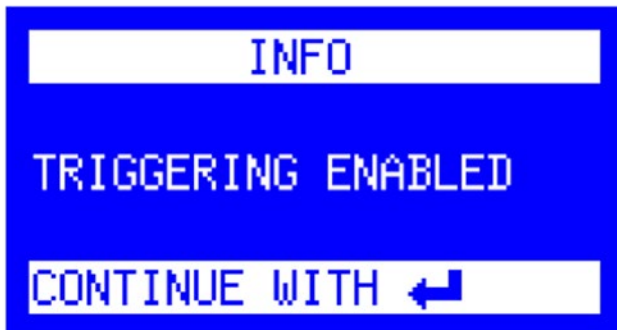 INFO
TRIGGERING ENABLED
CONTINUE WITH ↵